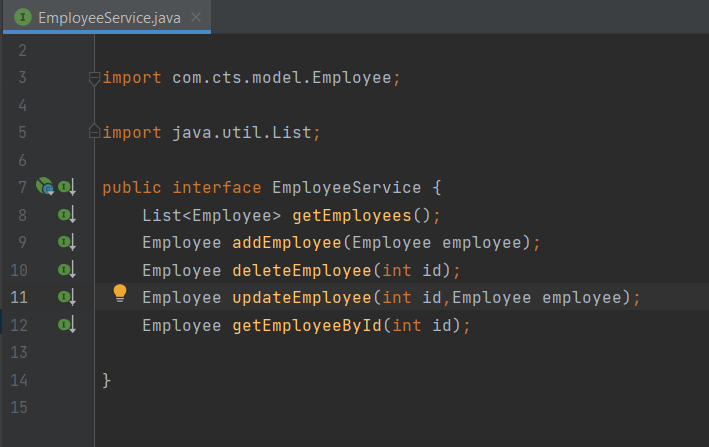 EmployeeService.java
2
3 import com.cts.model.Employee;
4
5 import java.util.List;
6
7 public interface EmployeeService {
8 List<Employee> getEmployees();
9 Employee addEmployee(Employee employee);
10 Employee deleteEmployee(int id);
11 Employee updateEmployee(int id,Employee employee);
12 Employee getEmployeeById(int id);
13
14 }
15